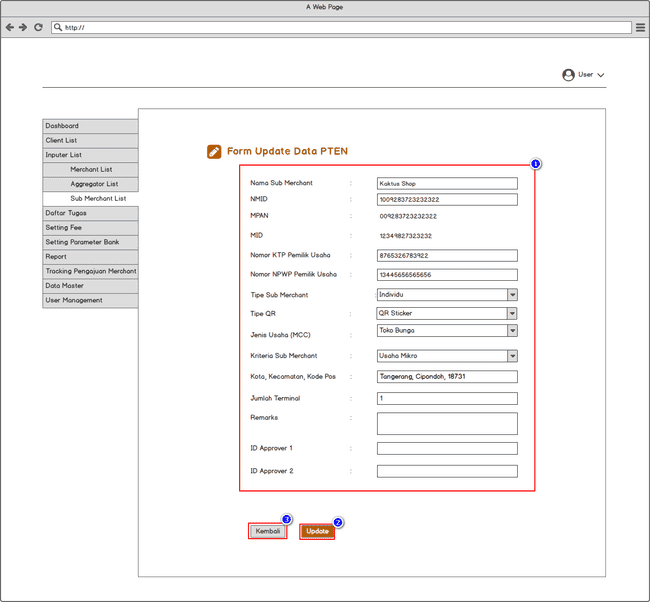 A Web Page
http://
User
Dashboard
Client List
Inputer List
Merchant List
Aggregator List
Sub Merchant List
Daftar Tugas
Setting Fee
Setting Parameter Bank
Report
Tracking Pengajuan Merchant
Data Master
User Management
Form Update Data PTEN
1
Nama Sub Merchant : Kaktus Shop
NMID : 1009283723232322
MPAN : 009283723232322
MID : 12349827323232
Nomor KTP Pemilik Usaha : 8765326783922
Nomor NPWP Pemilik Usaha : 13445656565656
Tipe Sub Merchant : Individu
Tipe QR : QR Sticker
Jenis Usaha (MCC) : Toko Bunga
Kriteria Sub Merchant : Usaha Mikro
Kota, Kecamatan, Kode Pos : Tangerang, Cipondoh, 18731
Jumlah Terminal : 1
Remarks :
ID Approver 1 :
ID Approver 2 :
3
2
Kembali
Update